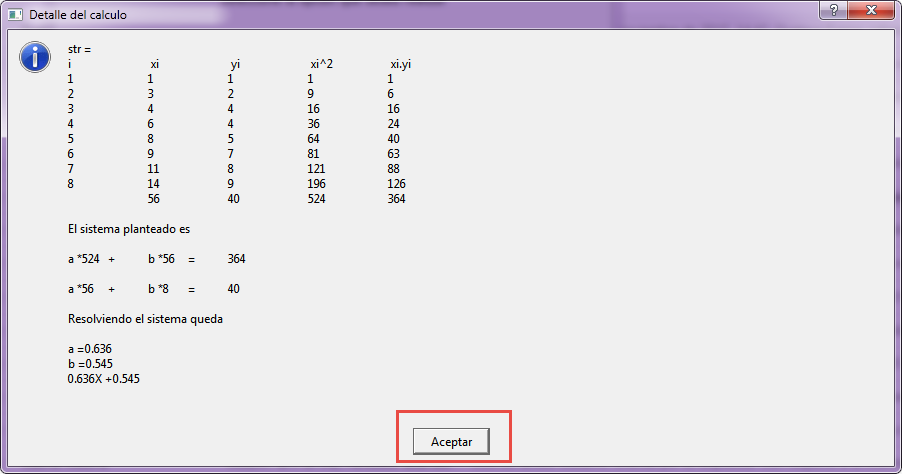 Detalle del calculo
str =
i xi yi xi^2 xi.yi
1 1 1 1 1
2 3 2 9 6
3 4 4 16 16
4 6 4 36 24
5 8 5 64 40
6 9 7 81 63
7 11 8 121 88
8 14 9 196 126
56 40 524 364
El sistema planteado es
a *524 + b *56 = 364
a *56 + b *8 = 40
Resolviendo el sistema queda
a =0.636
b =0.545
0.636X +0.545
Aceptar